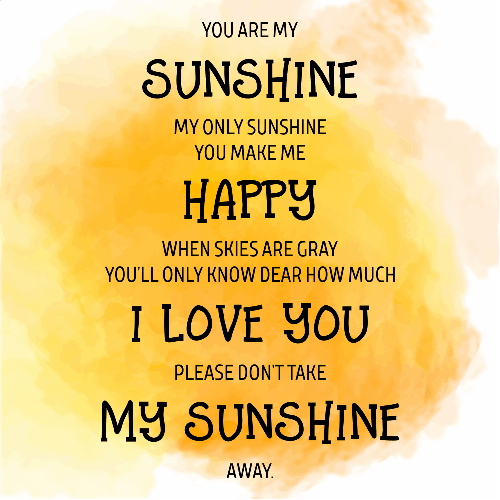 YOU ARE MY
SUNSHINE
MY ONLY SUNSHINE
YOU MAKE ME
HAPPY
WHEN SKIES ARE GRAY
YOU'LL ONLY KNOW DEAR HOW MUCH
I LOVE YOU
PLEASE DON'T TAKE
MY SUNSHINE
AWAY.